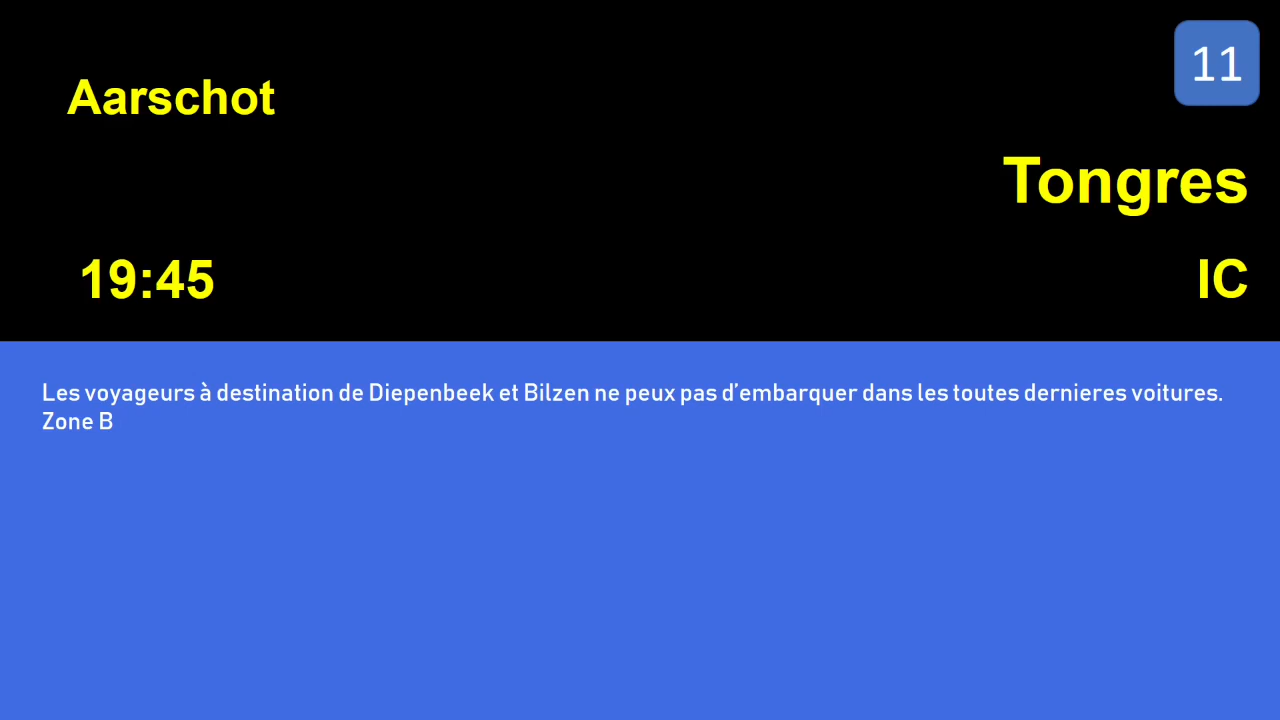 11
Aarschot
Tongres
19:45
IC
Les voyageurs à destination de Diepenbeek et Bilzen ne peux pas d’embarquer dans les toutes dernieres voitures.
Zone B